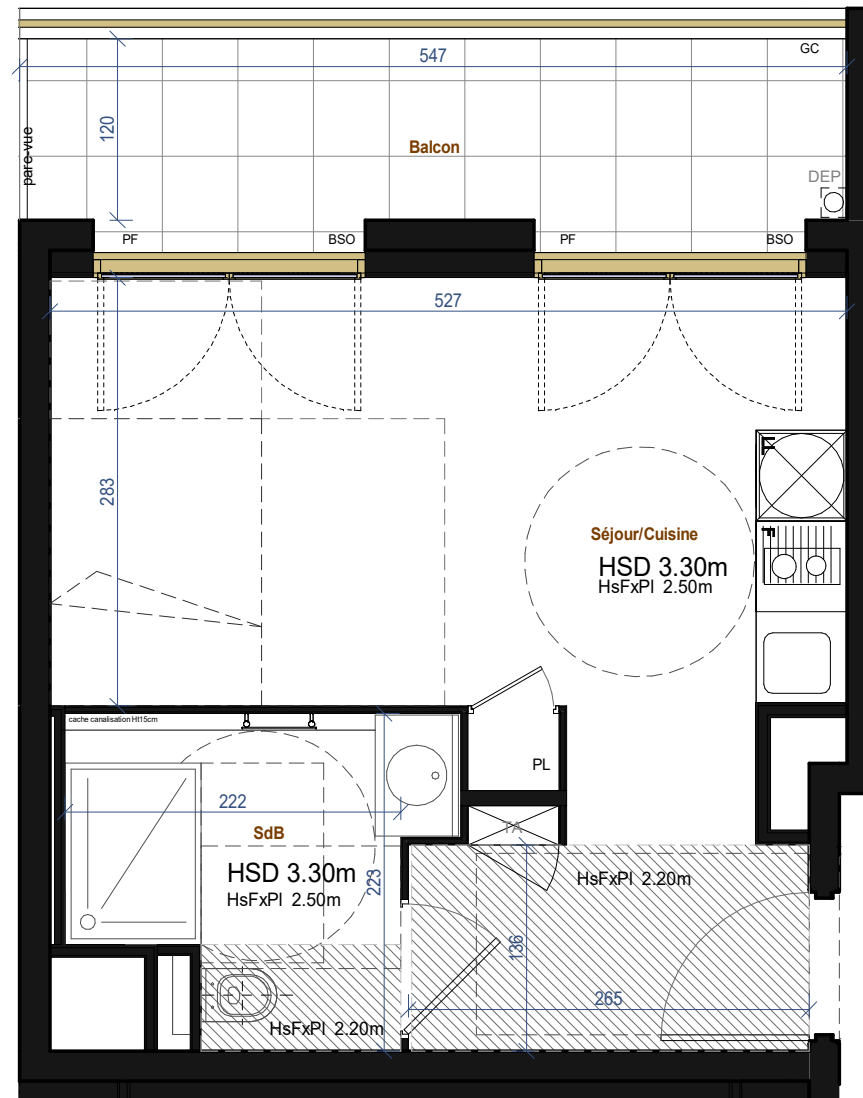 GC
547
120
pare-vue
Balcon
DEP
PF
BSO
PF
BSO
527
283
Séjour/Cuisine
HSD 3.30m
HsFxPl 2.50m
F
cache canalisation Ht15cm
PL
222
SdB
TA
HSD 3.30m
HsFxPl 2.50m
223
HsFxPl 2.20m
136
265
HsFxPl 2.20m